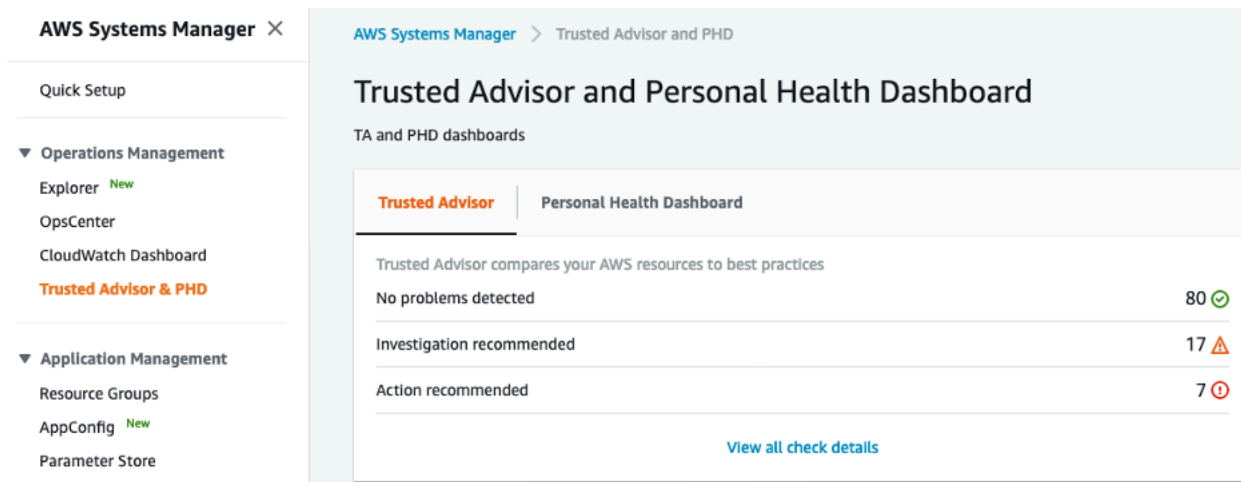 AWS Systems Manager
Quick Setup
Operations Management
Explorer New
OpsCenter
CloudWatch Dashboard
Trusted Advisor & PHD
Application Management
Resource Groups
AppConfig New
Parameter Store
AWS Systems Manager > Trusted Advisor and PHD
Trusted Advisor and Personal Health Dashboard
TA and PHD dashboards
Trusted Advisor Personal Health Dashboard
Trusted Advisor compares your AWS resources to best practices
No problems detected 80
Investigation recommended 17
Action recommended 7
View all check details